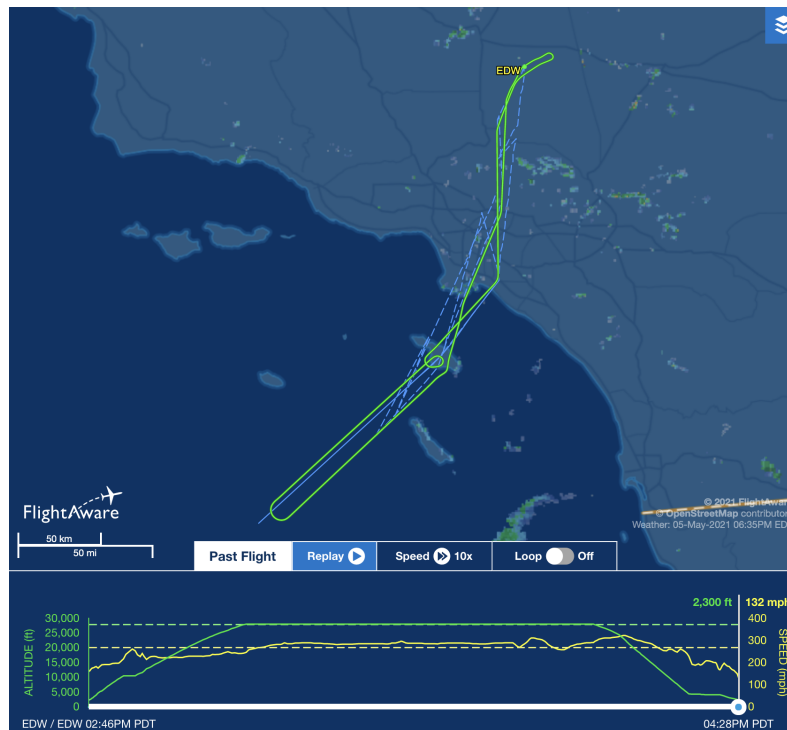 EDW
FlightAware
50 km
50 mi
© 2021 FlightAwar
© OpenStreetMap contributor
Weather: 05-May-2021 06:35PM ED
Past Flight
Replay
Speed 10x
Loop Off
2,300 ft 132 mph
30,000 400
25,000
20,000 300
15,000 200
10,000
5,000 100
0 0
ALTITUDE (ft)
SPEED (mph)
EDW / EDW 02:46PM PDT
04:28PM PDT